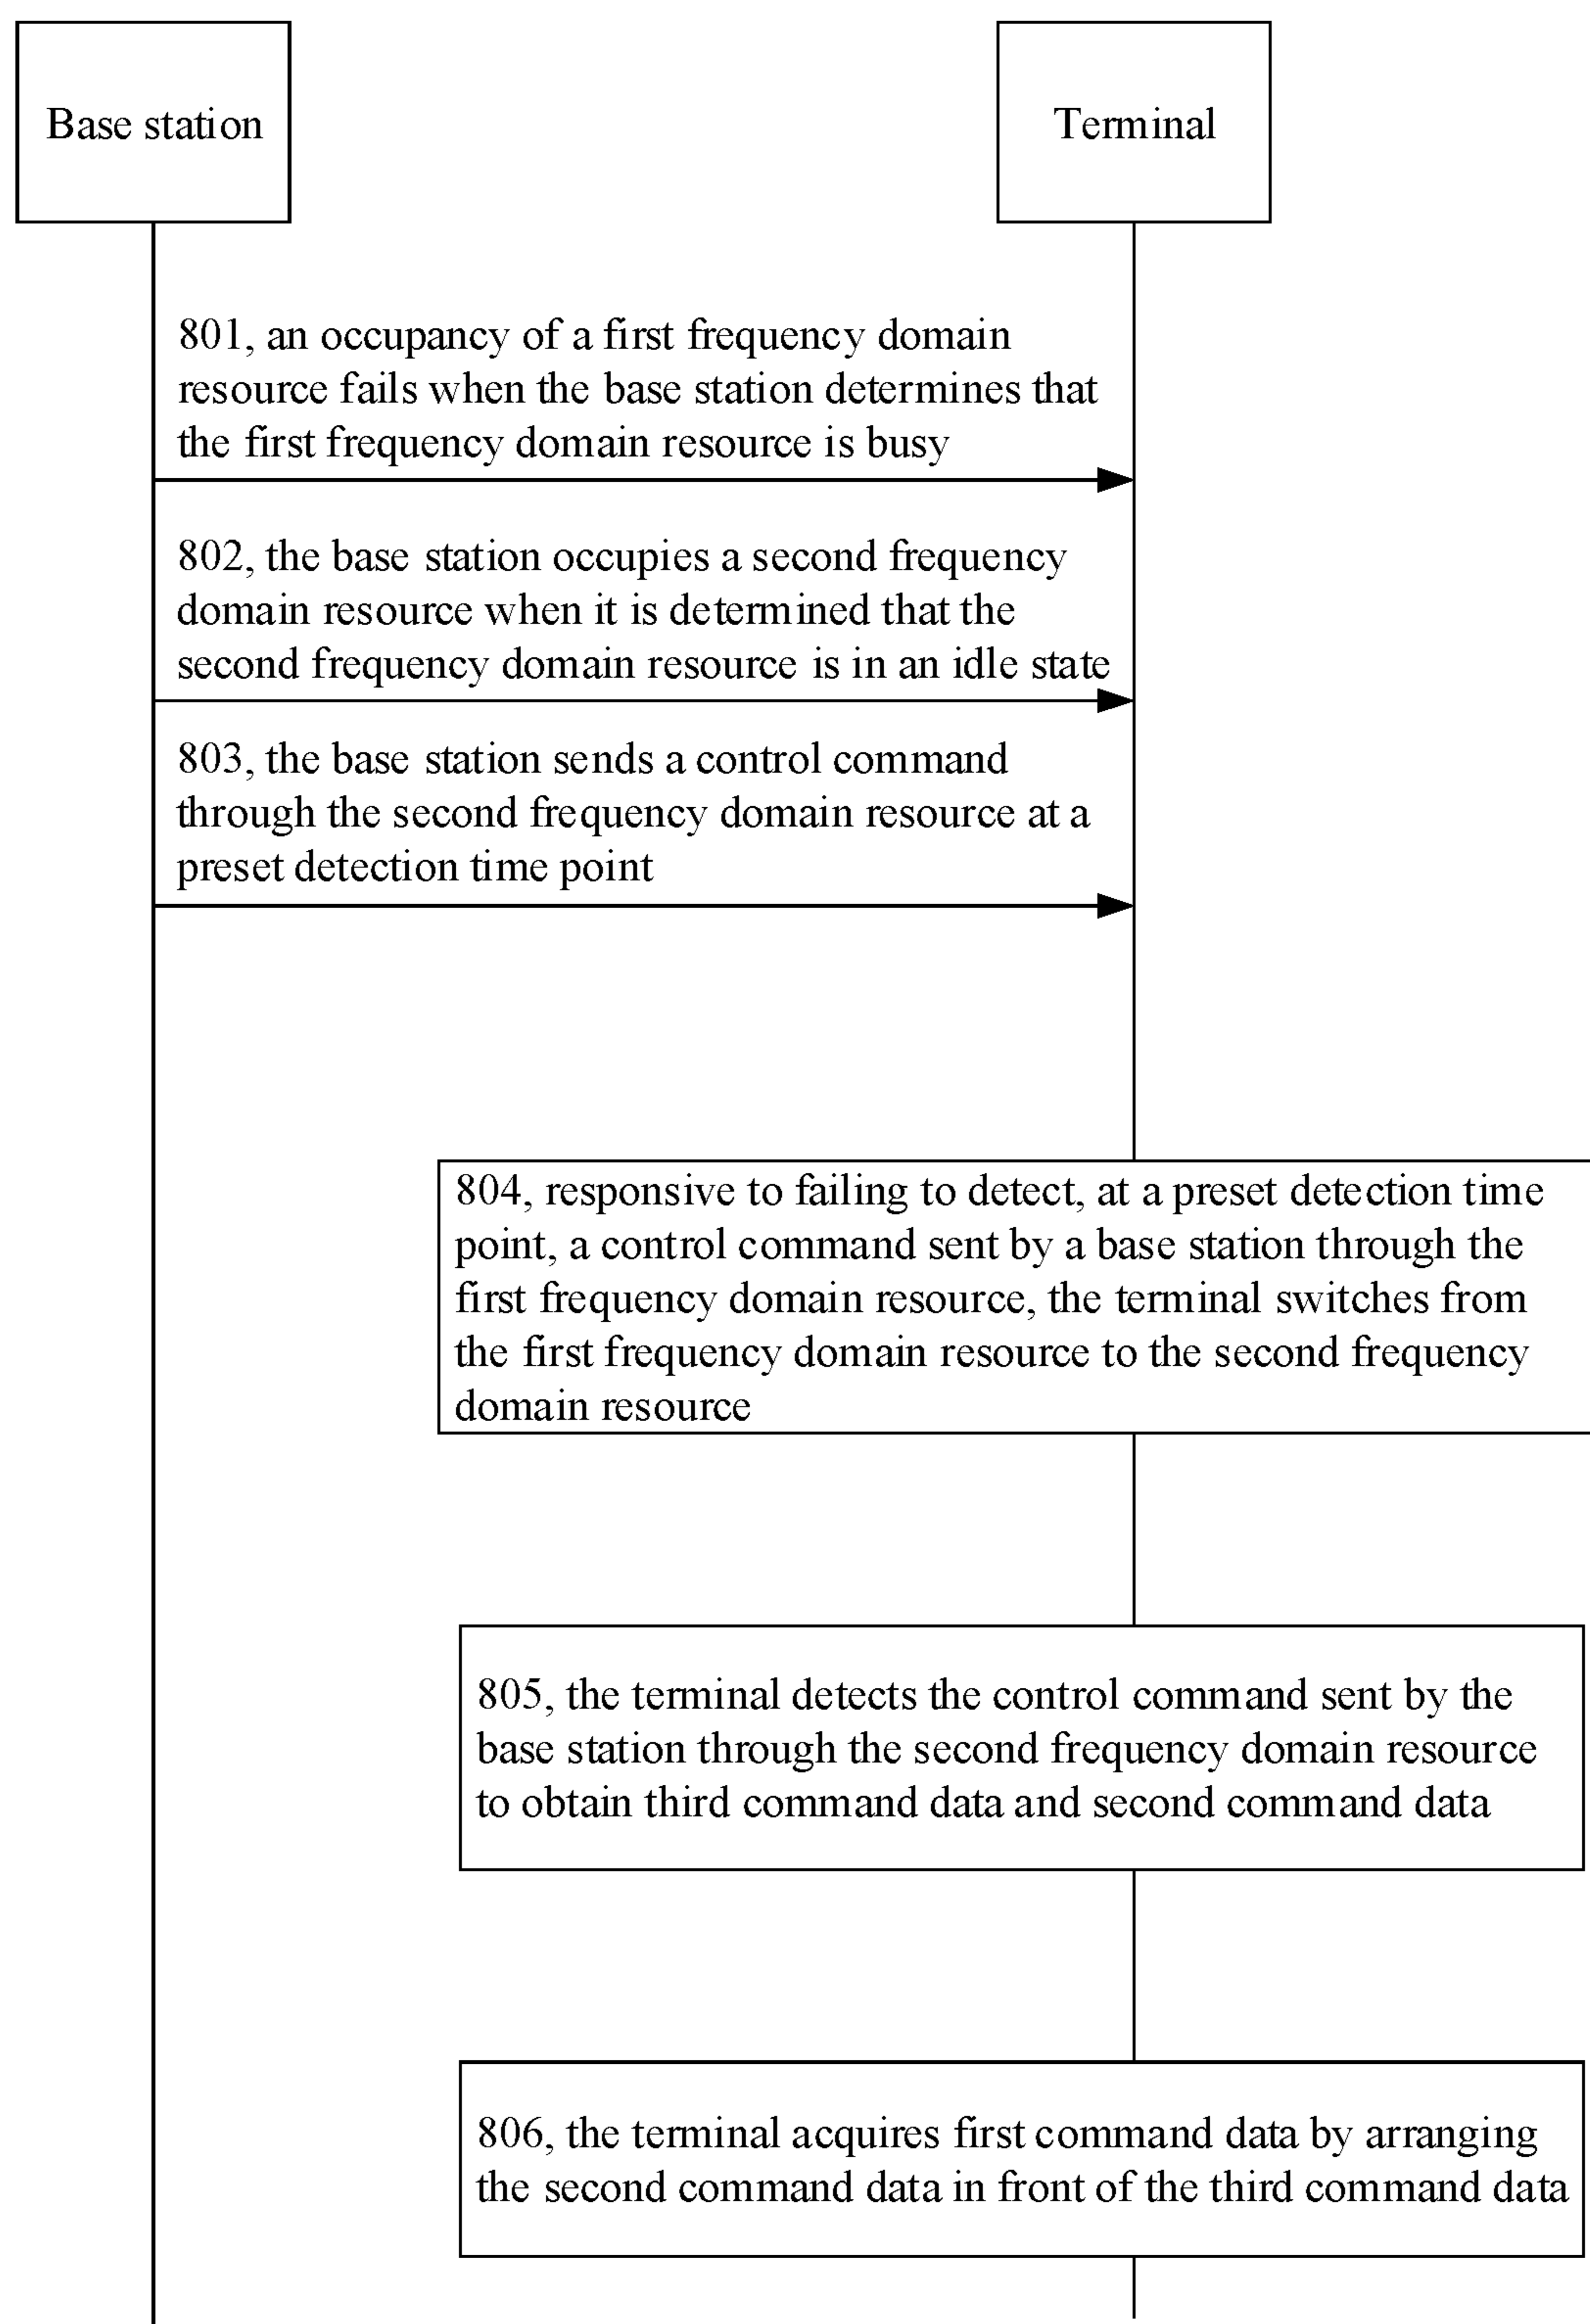 Base station
Terminal
801, an occupancy of a first frequency domain
resource fails when the base station determines that
the first frequency domain resource is busy
802, the base station occupies a second frequency
domain resource when it is determined that the
second frequency domain resource is in an idle state
803, the base station sends a control command
through the second frequency domain resource at a
preset detection time point
804, responsive to failing to detect, at a preset detection time
point, a control command sent by a base station through the
first frequency domain resource, the terminal switches from
the first frequency domain resource to the second frequency
domain resource
805, the terminal detects the control command sent by the
base station through the second frequency domain resource
to obtain third command data and second command data
806, the terminal acquires first command data by arranging
the second command data in front of the third command data